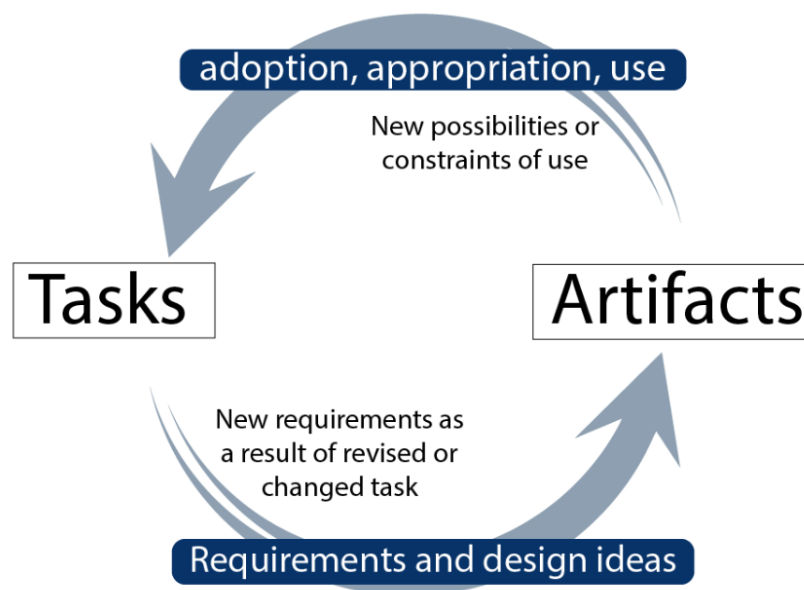 adoption, appropriation, use
New possibilities or
constraints of use
Tasks
Artifacts
New requirements as
a result of revised or
changed task
Requirements and design ideas